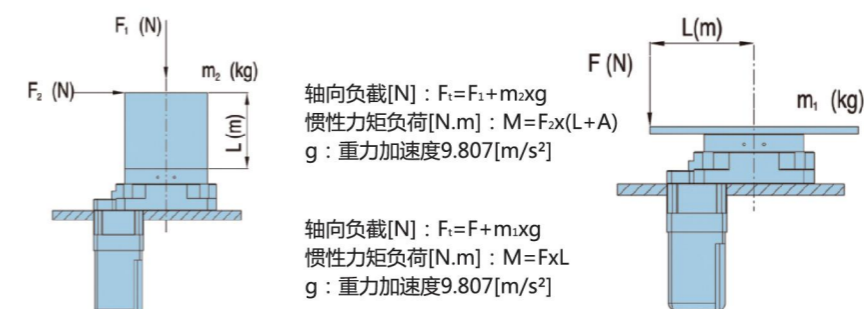 F₁ (N)
m₂ (kg)
F₂ (N)
L(m)
轴向负截[N]：Fₜ=F₁+m₂xg
惯性力矩负荷[N.m]：M=F₂x(L+A)
g：重力加速度9.807[m/s²]
轴向负截[N]：Fₜ=F+m₁xg
惯性力矩负荷[N.m]：M=FxL
g：重力加速度9.807[m/s²]
L(m)
F (N)
m₁ (kg)